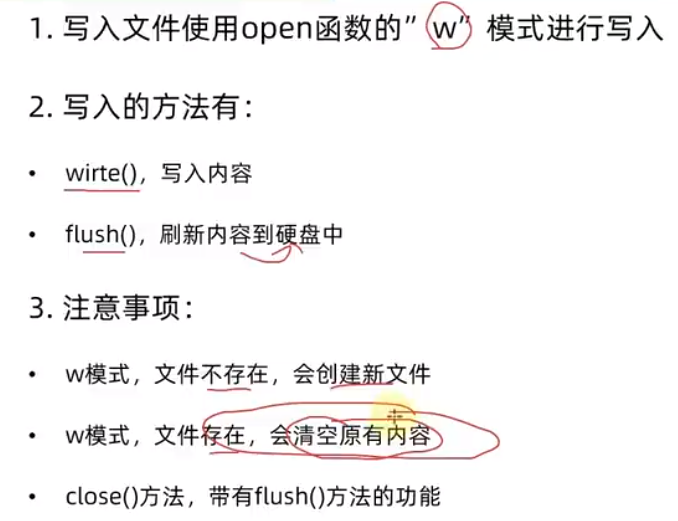 1. 写入文件使用open函数的”w”模式进行写入
2. 写入的方法有：
• wirte()，写入内容
• flush()，刷新内容到硬盘中
3. 注意事项：
• w模式，文件不存在，会创建新文件
• w模式，文件存在，会清空原有内容
• close()方法，带有flush()方法的功能